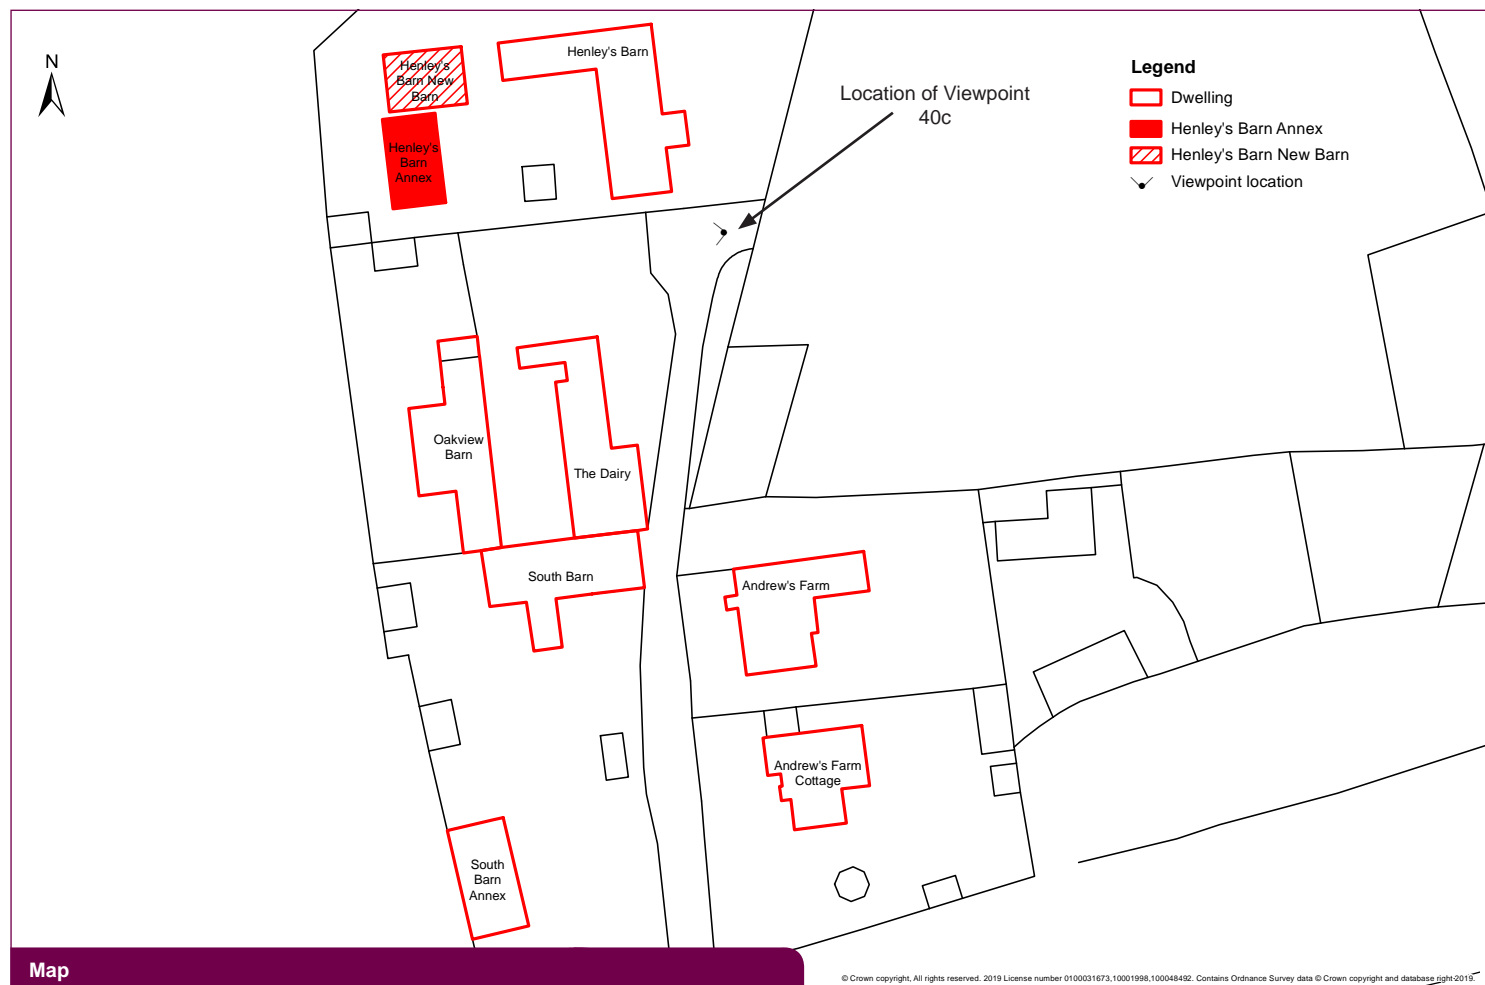 N
Henley's
Barn New
Barn
Henley's Barn
Henley's
Barn
Annex
Location of Viewpoint
40c
Legend
Dwelling
Henley's Barn Annex
Henley's Barn New Barn
Viewpoint location
Oakview
Barn
The Dairy
South Barn
Andrew's Farm
Andrew's Farm
Cottage
South
Barn
Annex
Map
© Crown copyright, All rights reserved. 2019 License number 0100031673,10001998,100048492. Contains Ordnance Survey data © Crown copyright and database right-2019.